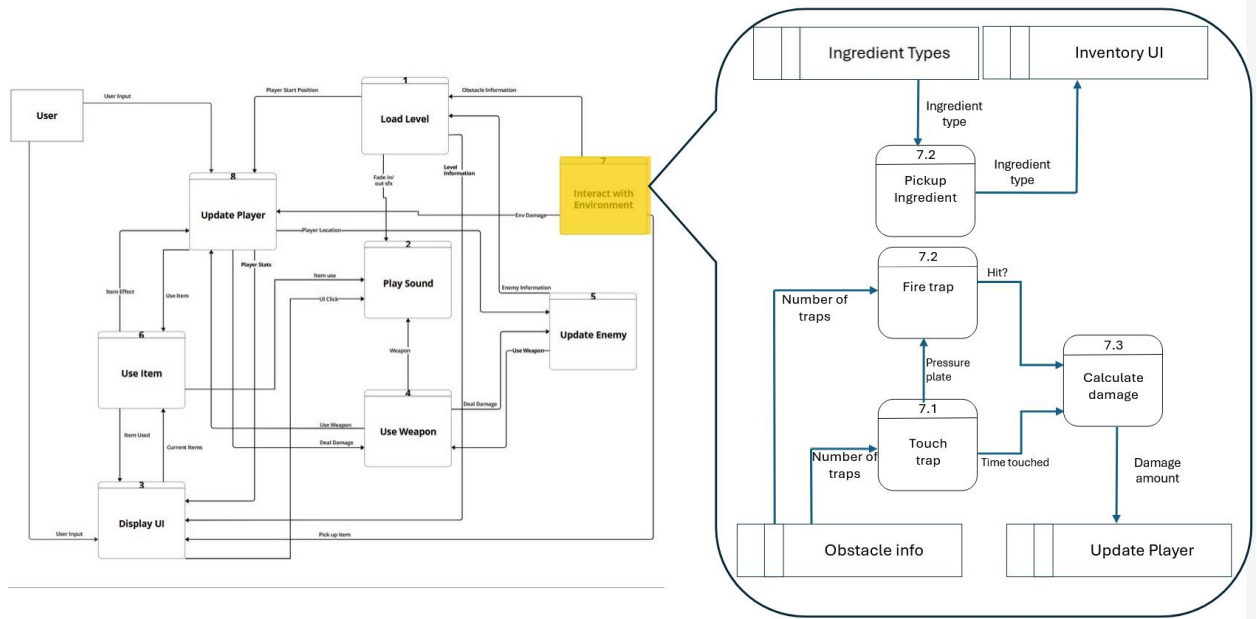 User
User Input
Player Start Position
1
Load Level
Obstacle Information
Fade in/
out sfx
Level
Information
7
Interact with
Environment
8
Update Player
Env Damage
Player Location
Player Stats
2
Play Sound
Item use
UI Click
Item Effect
Use Item
Enemy Information
5
Update Enemy
6
Use Item
Weapon
Use Weapon
4
Use Weapon
Deal Damage
Use Weapon
Deal Damage
Item Used
Current Items
3
Display UI
User Input
Pick up item
Ingredient Types
Inventory UI
Ingredient
type
7.2
Pickup
Ingredient
Ingredient
type
7.2
Fire trap
Hit?
Number of
traps
Pressure
plate
7.3
Calculate
damage
7.1
Touch
trap
Number of
traps
Time touched
Damage
amount
Obstacle info
Update Player